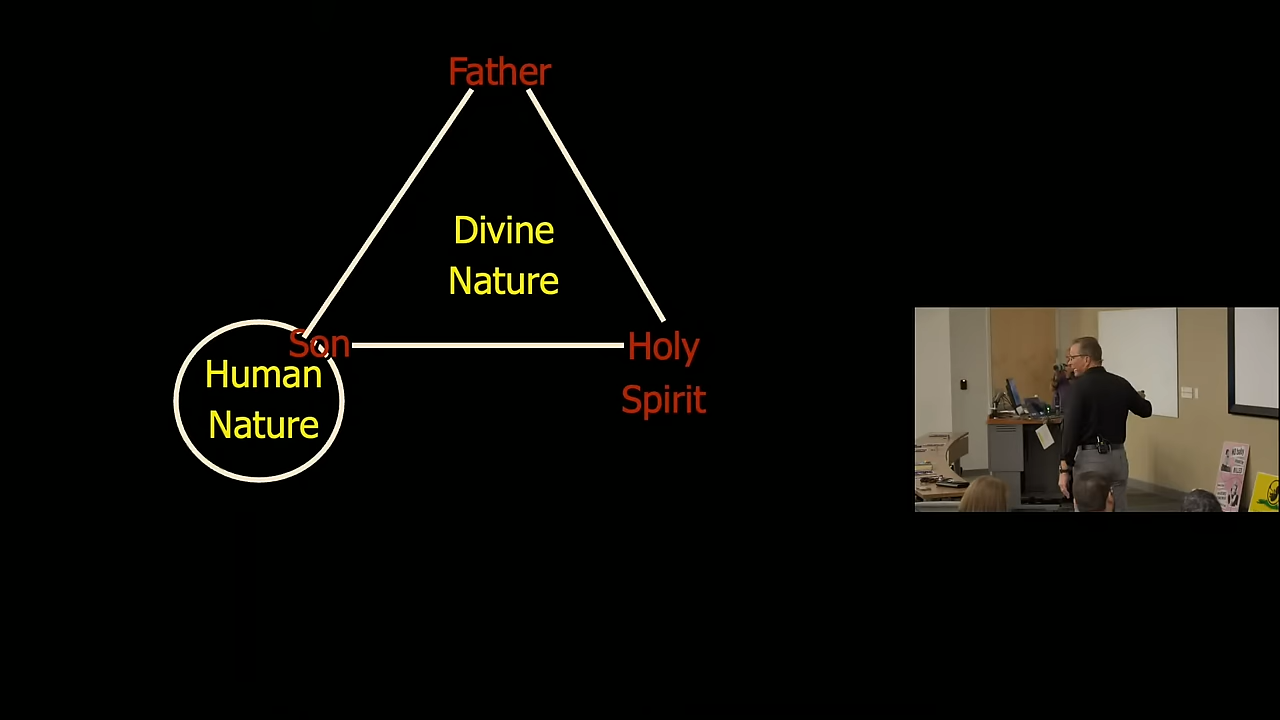 Father
Divine
Nature
Son
Human
Nature
Holy
Spirit